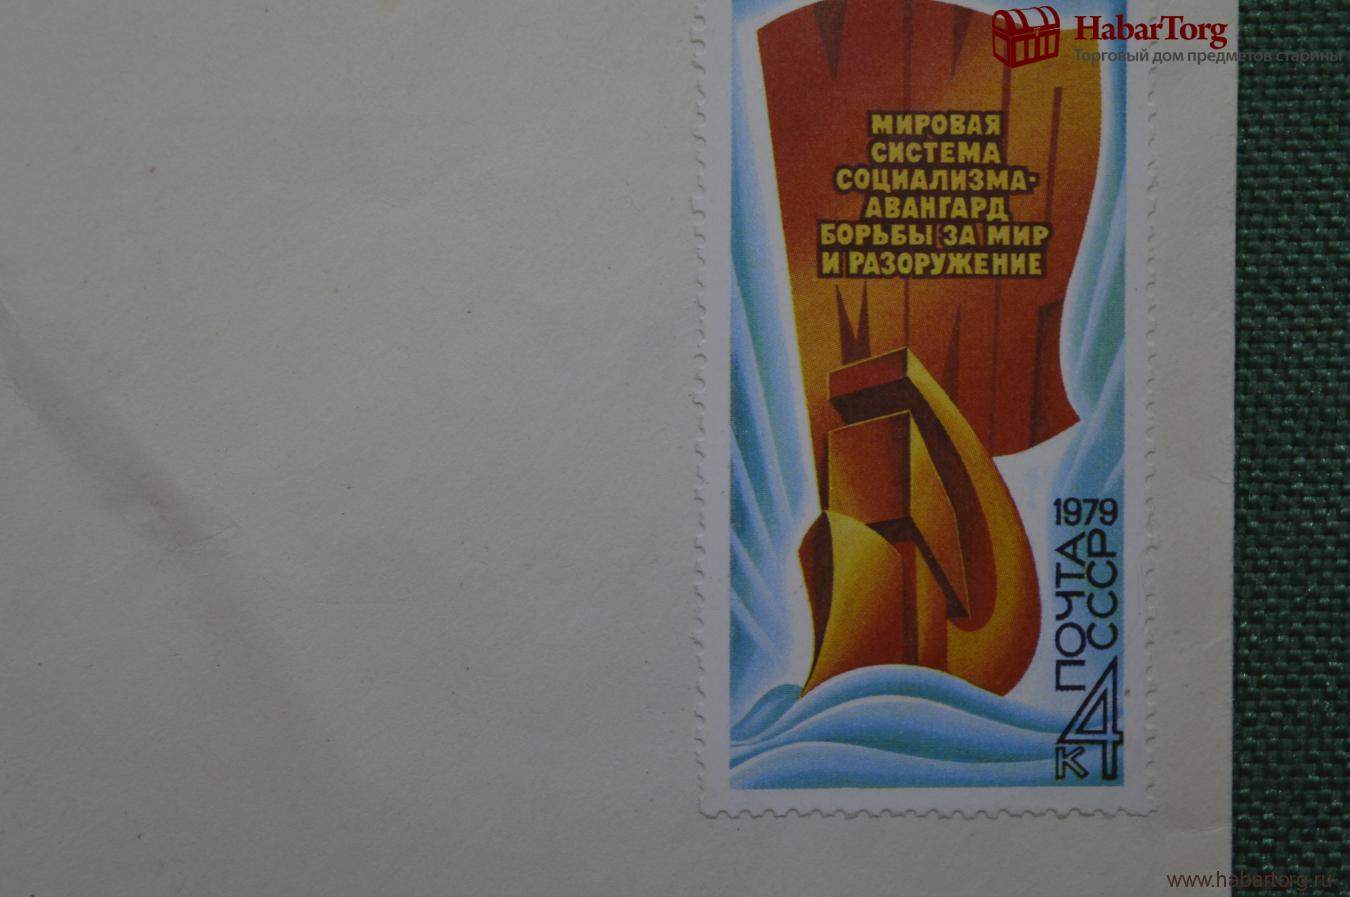 HabarTorg
Торговый дом предметов старины
МИРОВАЯ
СИСТЕМА
СОЦИАЛИЗМА-
АВАНГАРД
БОРЬБЫ ЗА МИР
И РАЗОРУЖЕНИЕ
1979
ПОЧТА
СССР
4
К
www.habartorg.ru